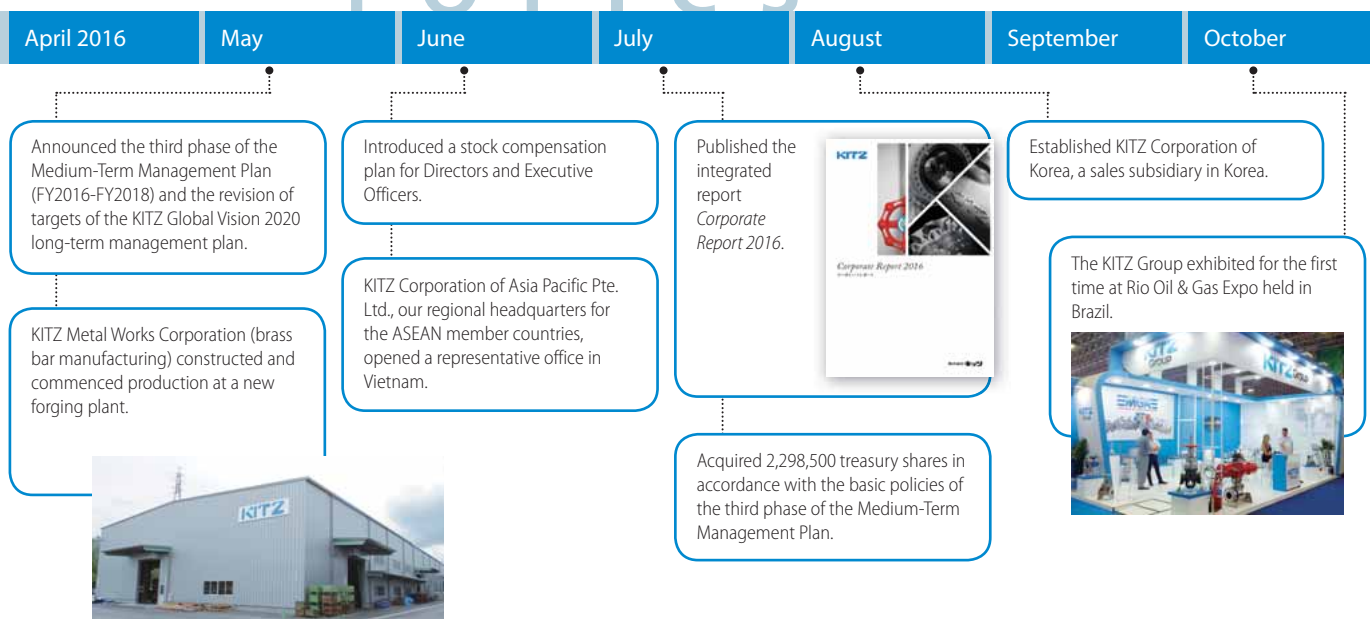 April 2016
May
June
July
August
September
October
Announced the third phase of the
Medium-Term Management Plan
(FY2016-FY2018) and the revision of
targets of the KITZ Global Vision 2020
long-term management plan.
KITZ Metal Works Corporation (brass
bar manufacturing) constructed and
commenced production at a new
forging plant.
KITZ
Introduced a stock compensation
plan for Directors and Executive
Officers.
KITZ Corporation of Asia Pacific Pte.
Ltd., our regional headquarters for
the ASEAN member countries,
opened a representative office in
Vietnam.
Published the
integrated
report
Corporate
Report 2016.
KITZ
Corporate Report 2016
Acquired 2,298,500 treasury shares in
accordance with the basic policies of
the third phase of the Medium-Term
Management Plan.
Established KITZ Corporation of
Korea, a sales subsidiary in Korea.
The KITZ Group exhibited for the first
time at Rio Oil & Gas Expo held in
Brazil.
KITZ
GROUP
KITZ
GROUP